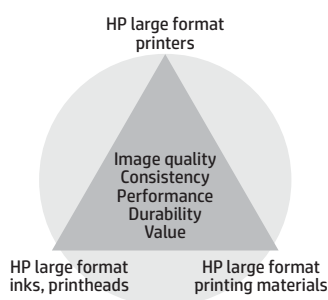 HP large format
printers
Image quality
Consistency
Performance
Durability
Value
HP large format
inks, printheads
HP large format
printing materials